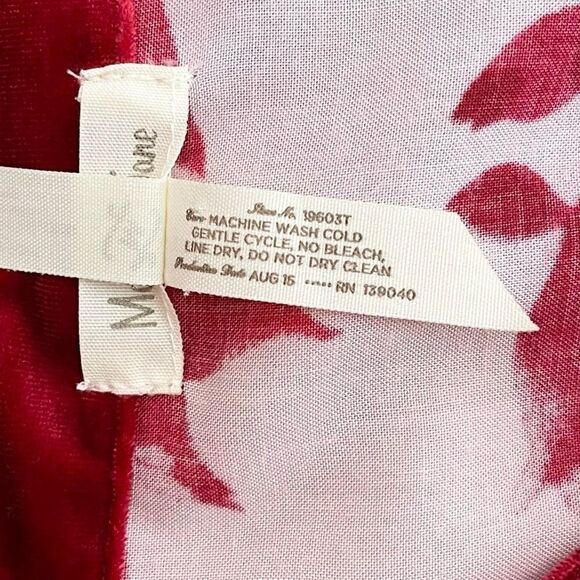 Item No. 19603T
Care MACHINE WASH COLD
GENTLE CYCLE, NO BLEACH,
LINE DRY, DO NOT DRY CLEAN
Production Date AUG 15 ..... RN 139040